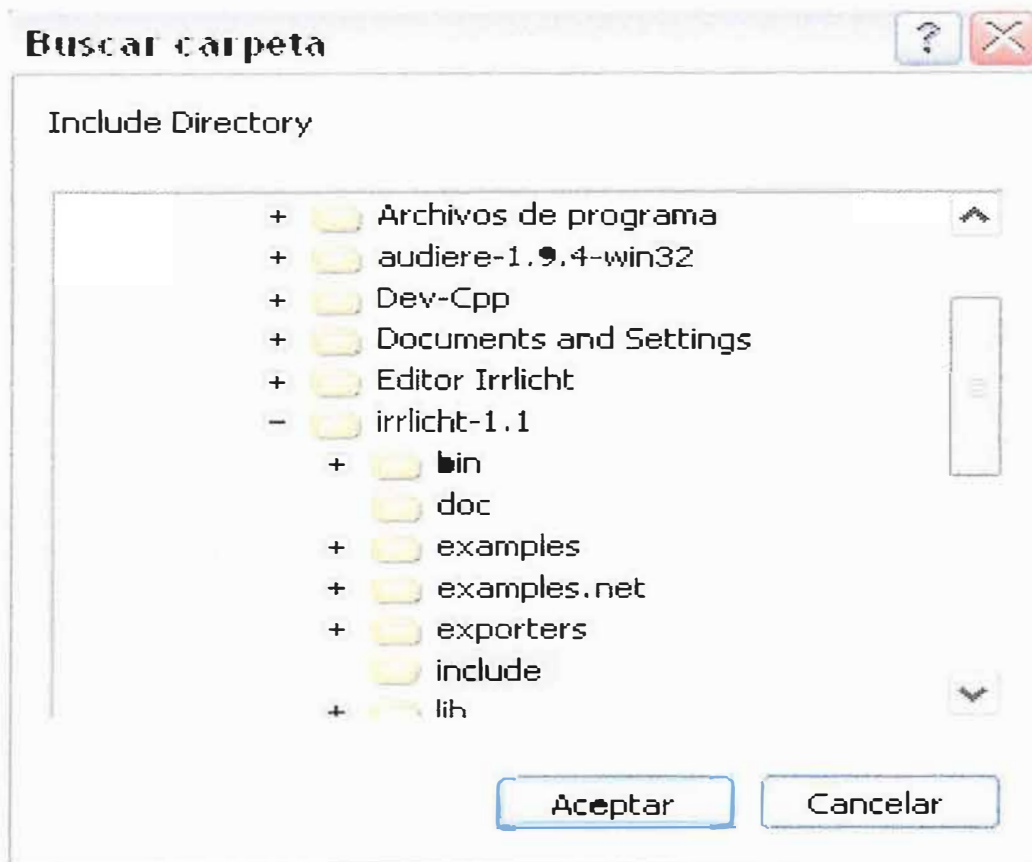 Buscar carpeta
Include Directory
Archivos de programa
audiere-1.9.4-win32
Dev-Cpp
Documents and Settings
Editor Irrlicht
irrlicht-1.1
bin
doc
examples
examples.net
exporters
include
lib
Aceptar Cancelar